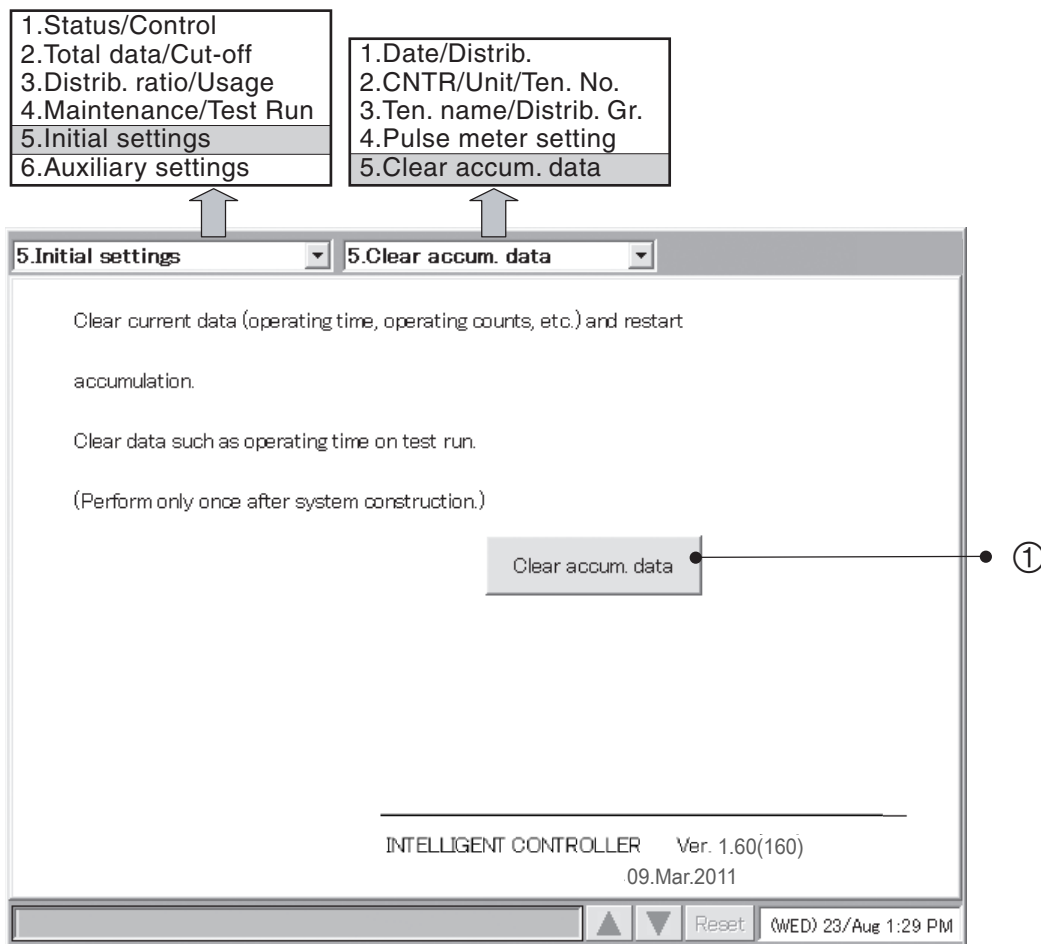 1.Status/Control
2.Total data/Cut-off
3.Distrib. ratio/Usage
4.Maintenance/Test Run
5.Initial settings
6.Auxiliary settings
1.Date/Distrib.
2.CNTR/Unit/Ten. No.
3.Ten. name/Distrib. Gr.
4.Pulse meter setting
5.Clear accum. data
5.Initial settings
5.Clear accum. data
Clear current data (operating time, operating counts, etc.) and restart
accumulation.
Clear data such as operating time on test run.
(Perform only once after system construction.)
Clear accum. data
①
INTELLIGENT CONTROLLER Ver. 1.60(160)
09.Mar.2011
Reset (WED) 23/Aug 1:29 PM